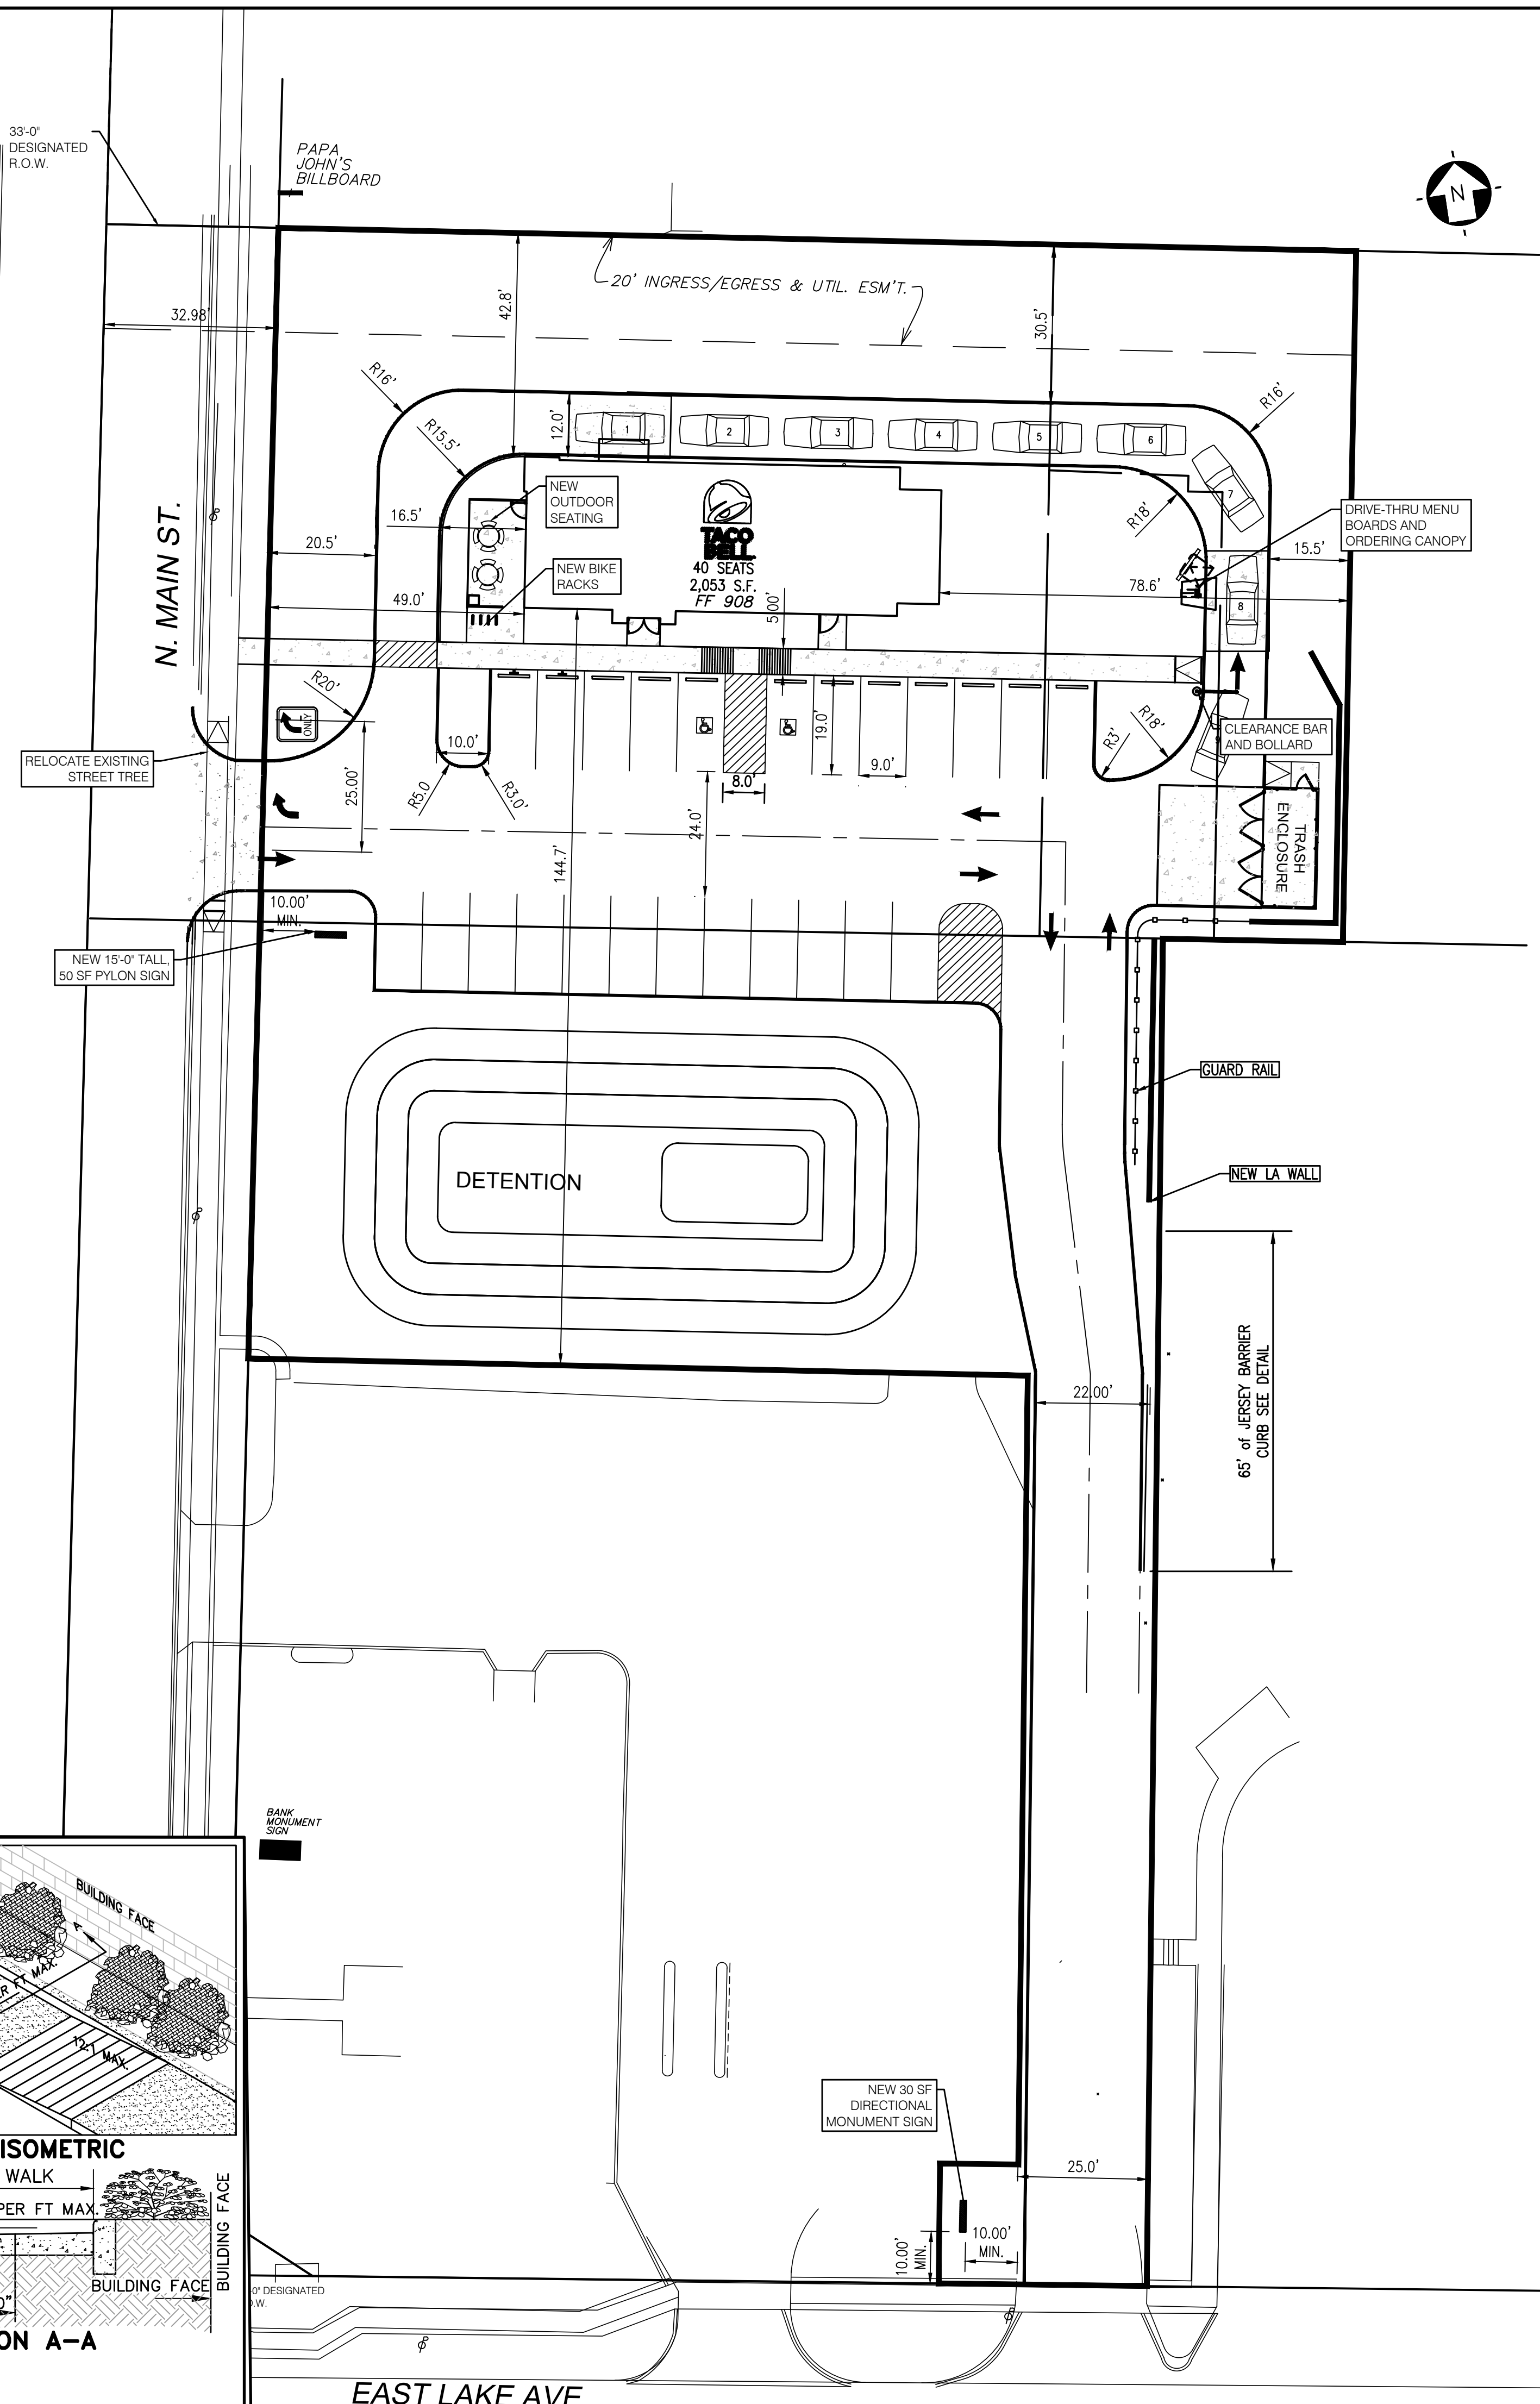 33'-0"
DESIGNATED
R.O.W.
PAPA
JOHN'S
BILLBOARD
N
20' INGRESS/EGRESS & UTIL. ESM'T.
32.98'
42.8'
30.5'
R16'
R16'
R15.5'
12.0'
1
2
3
4
5
6
7
8
NEW
OUTDOOR
SEATING
TACO
BELL.
40 SEATS
2,053 S.F.
FF 908
R18'
DRIVE-THRU MENU
BOARDS AND
ORDERING CANOPY
16.5'
20.5'
15.5'
NEW BIKE
RACKS
49.0'
5.00'
78.6'
N. MAIN ST.
R20'
ONLY
RELOCATE EXISTING
STREET TREE
25.00'
10.0'
R5.0
R3.0'
19.0'
9.0'
8.0'
24.0'
R3'
R18'
CLEARANCE BAR
AND BOLLARD
TRASH
ENCLOSURE
144.7'
10.00'
MIN.
NEW 15'-0" TALL,
50 SF PYLON SIGN
GUARD RAIL
NEW LA WALL
DETENTION
65' of JERSEY BARRIER
CURB SEE DETAIL
22.00'
BANK
MONUMENT
SIGN
BUILDING FACE
A
R FT MAX.
12:1 MAX.
ISOMETRIC
WALK
PER FT MAX.
BUILDING FACE
BUILDING FACE
0"
ON A-A
NEW 30 SF
DIRECTIONAL
MONUMENT SIGN
25.0'
10.00'
MIN.
10.00'
MIN.
0" DESIGNATED
O.W.
EAST LAKE AVE